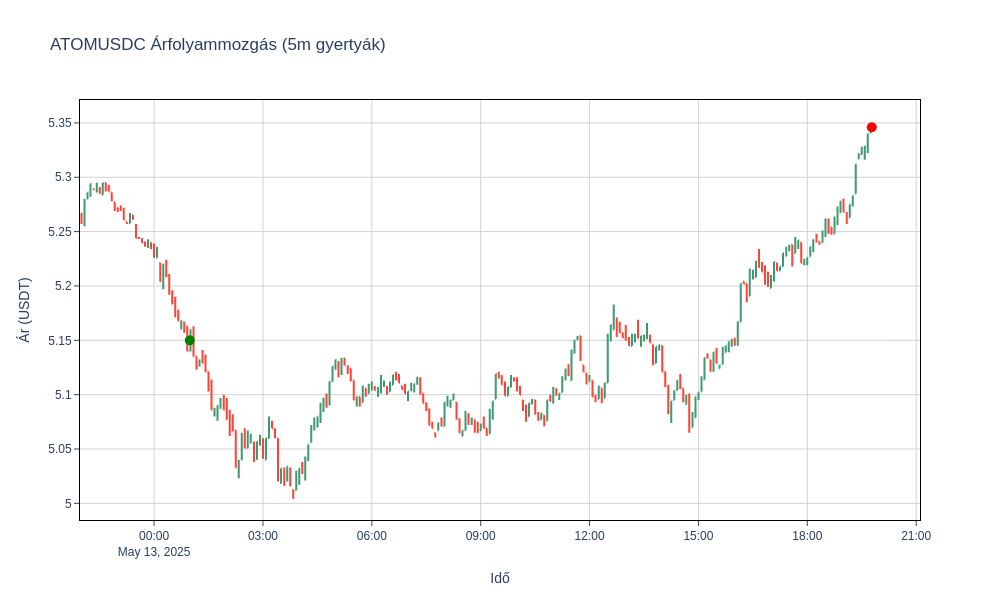 ATOMUSDC Árfolyammozgás (5m gyertyák)
5.35
5.3
5.25
5.2
5.15
5.1
5.05
5
Ár (USDT)
00:00 03:00 06:00 09:00 12:00 15:00 18:00 21:00
May 13, 2025
Idő